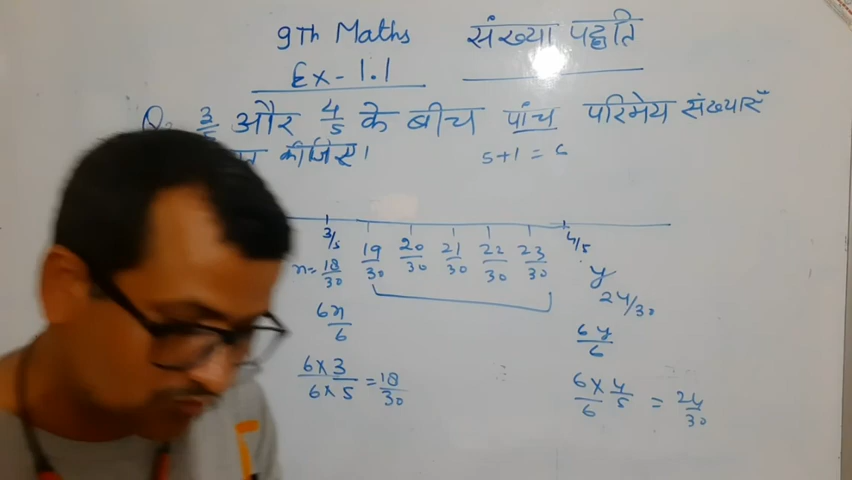 9Th Maths संख्या पद्धति
Ex-1.1
Q. 3/5 और 4/5 के बीच पांच परिमेय संख्याएँ
कीजिए।
5+1 = 6
3/5 4/5
x = 18/30 19/30 20/30 21/30 22/30 23/30 y
24/30
6x/6 6y/6
6×3/6×5 = 18/30 6/6 × 4/5 = 24/30